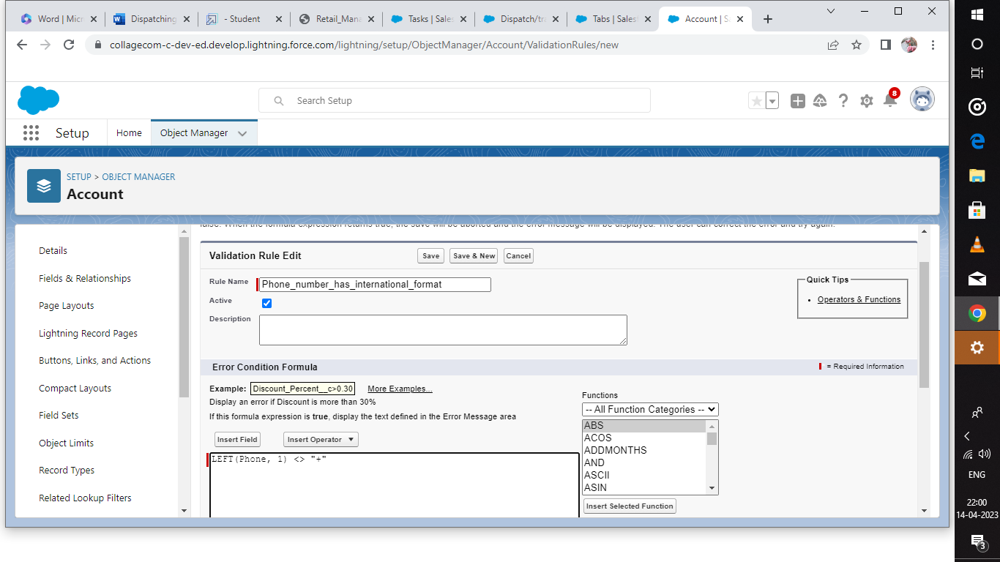 Word | Micr
Dispatching
- Student
Retail_Mana
Tasks | Sales
Dispatch/tra
Tabs | Salesf
Account | Sa
collagecom-c-dev-ed.develop.lightning.force.com/lightning/setup/ObjectManager/Account/ValidationRules/new
Search Setup
8
Setup
Home
Object Manager
SETUP > OBJECT MANAGER
Account
false. When the formula expression returns true, the save will be aborted and the error message will be displayed. The user can correct the error and try again.
Details
Fields & Relationships
Page Layouts
Lightning Record Pages
Buttons, Links, and Actions
Compact Layouts
Field Sets
Object Limits
Record Types
Related Lookup Filters
Validation Rule Edit
Save
Save & New
Cancel
Rule Name
Phone_number_has_international_format
Active
Description
Quick Tips
• Operators & Functions
Error Condition Formula
= Required Information
Example: Discount_Percent__c>0.30 More Examples...
Display an error if Discount is more than 30%
If this formula expression is true, display the text defined in the Error Message area
Insert Field
Insert Operator
LEFT(Phone, 1) <> "+"
Functions
-- All Function Categories --
ABS
ACOS
ADDMONTHS
AND
ASCII
ASIN
Insert Selected Function
ENG
22:00
14-04-2023
3